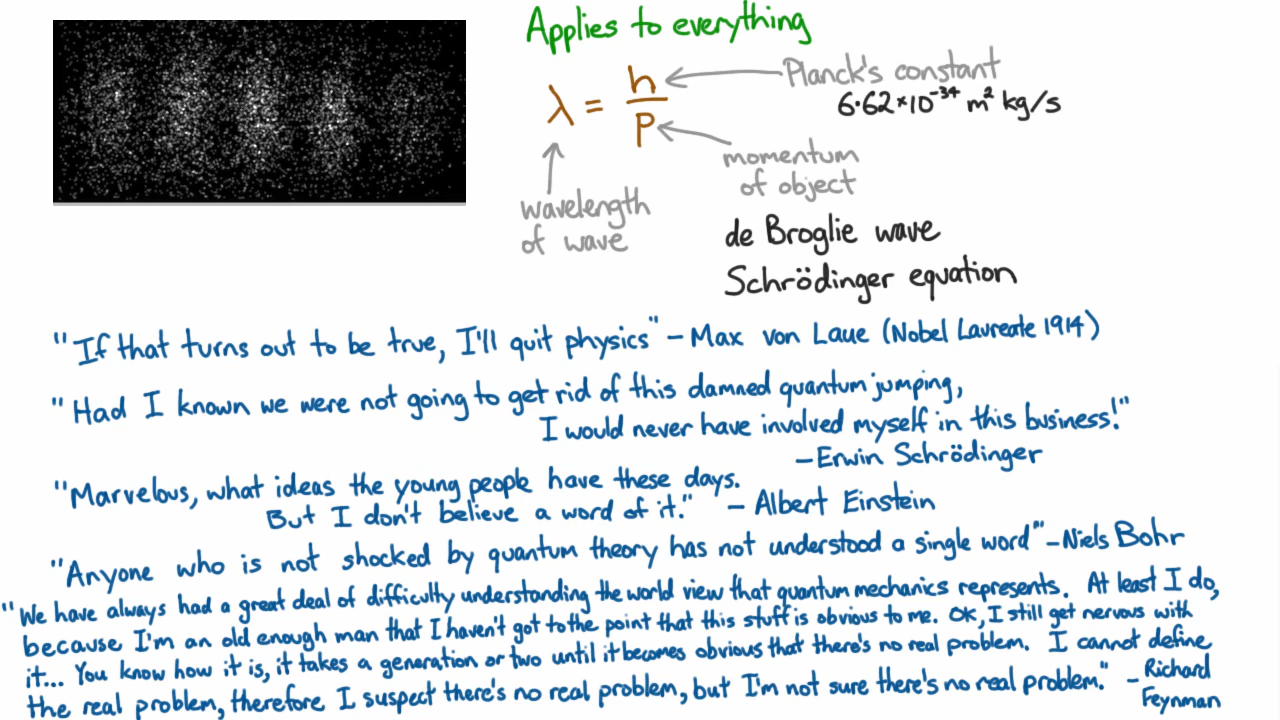 Applies to everything
λ = h/p
Planck's constant
6.62×10⁻³⁴ m² kg/s
momentum
of object
wavelength
of wave
de Broglie wave
Schrödinger equation
"If that turns out to be true, I'll quit physics" – Max von Laue (Nobel Laureate 1914)
"Had I known we were not going to get rid of this damned quantum jumping,
I would never have involved myself in this business!"
– Erwin Schrödinger
"Marvelous, what ideas the young people have these days.
But I don't believe a word of it." – Albert Einstein
"Anyone who is not shocked by quantum theory has not understood a single word" – Niels Bohr
"We have always had a great deal of difficulty understanding the world view that quantum mechanics represents. At least I do,
because I'm an old enough man that I haven't got to the point that this stuff is obvious to me. OK, I still get nervous with
it... You know how it is, it takes a generation or two until it becomes obvious that there's no real problem. I cannot define
the real problem, therefore I suspect there's no real problem, but I'm not sure there's no real problem." – Richard
Feynman